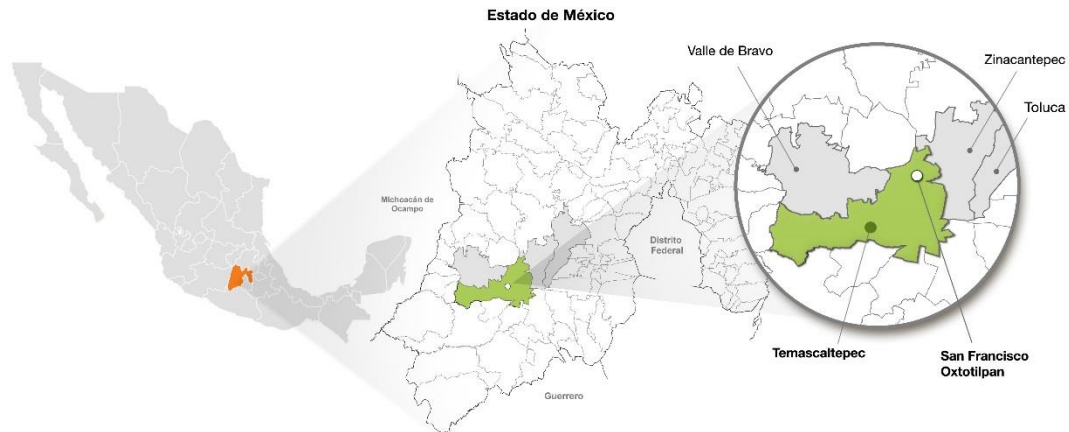 Estado de México
Valle de Bravo
Zinacantepec
Toluca
Michoacán de
Ocampo
Distrito
Federal
Guerrero
Temascaltepec
San Francisco
Oxtotilpan